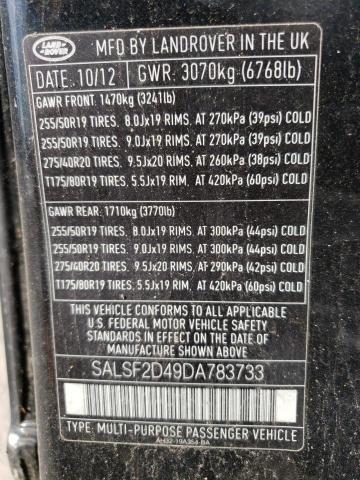 LAND
ROVER
MFD BY LANDROVER IN THE UK
DATE: 10/12 GWR: 3070kg (6768lb)
GAWR FRONT: 1470kg (3241lb)
255/50R19 TIRES, 8.0Jx19 RIMS, AT 270kPa (39psi) COLD
255/50R19 TIRES, 9.0Jx19 RIMS, AT 270kPa (39psi) COLD
275/40R20 TIRES, 9.5Jx20 RIMS, AT 260kPa (38psi) COLD
T175/80R19 TIRES, 5.5Jx19 RIM, AT 420kPa (60psi) COLD
GAWR REAR: 1710kg (3770lb)
255/50R19 TIRES, 8.0Jx19 RIMS, AT 300kPa (44psi) COLD
255/50R19 TIRES, 9.0Jx19 RIMS, AT 300kPa (44psi) COLD
275/40R20 TIRES, 9.5Jx20 RIMS, AT 290kPa (42psi) COLD
T175/80R19 TIRES, 5.5Jx19 RIM, AT 420kPa (60psi) COLD
THIS VEHICLE CONFORMS TO ALL APPLICABLE
U.S. FEDERAL MOTOR VEHICLE SAFETY
STANDARDS IN EFFECT ON THE DATE OF
MANUFACTURE SHOWN ABOVE.
SALSF2D49DA783733
TYPE: MULTI-PURPOSE PASSENGER VEHICLE
AH32-19A354-BA